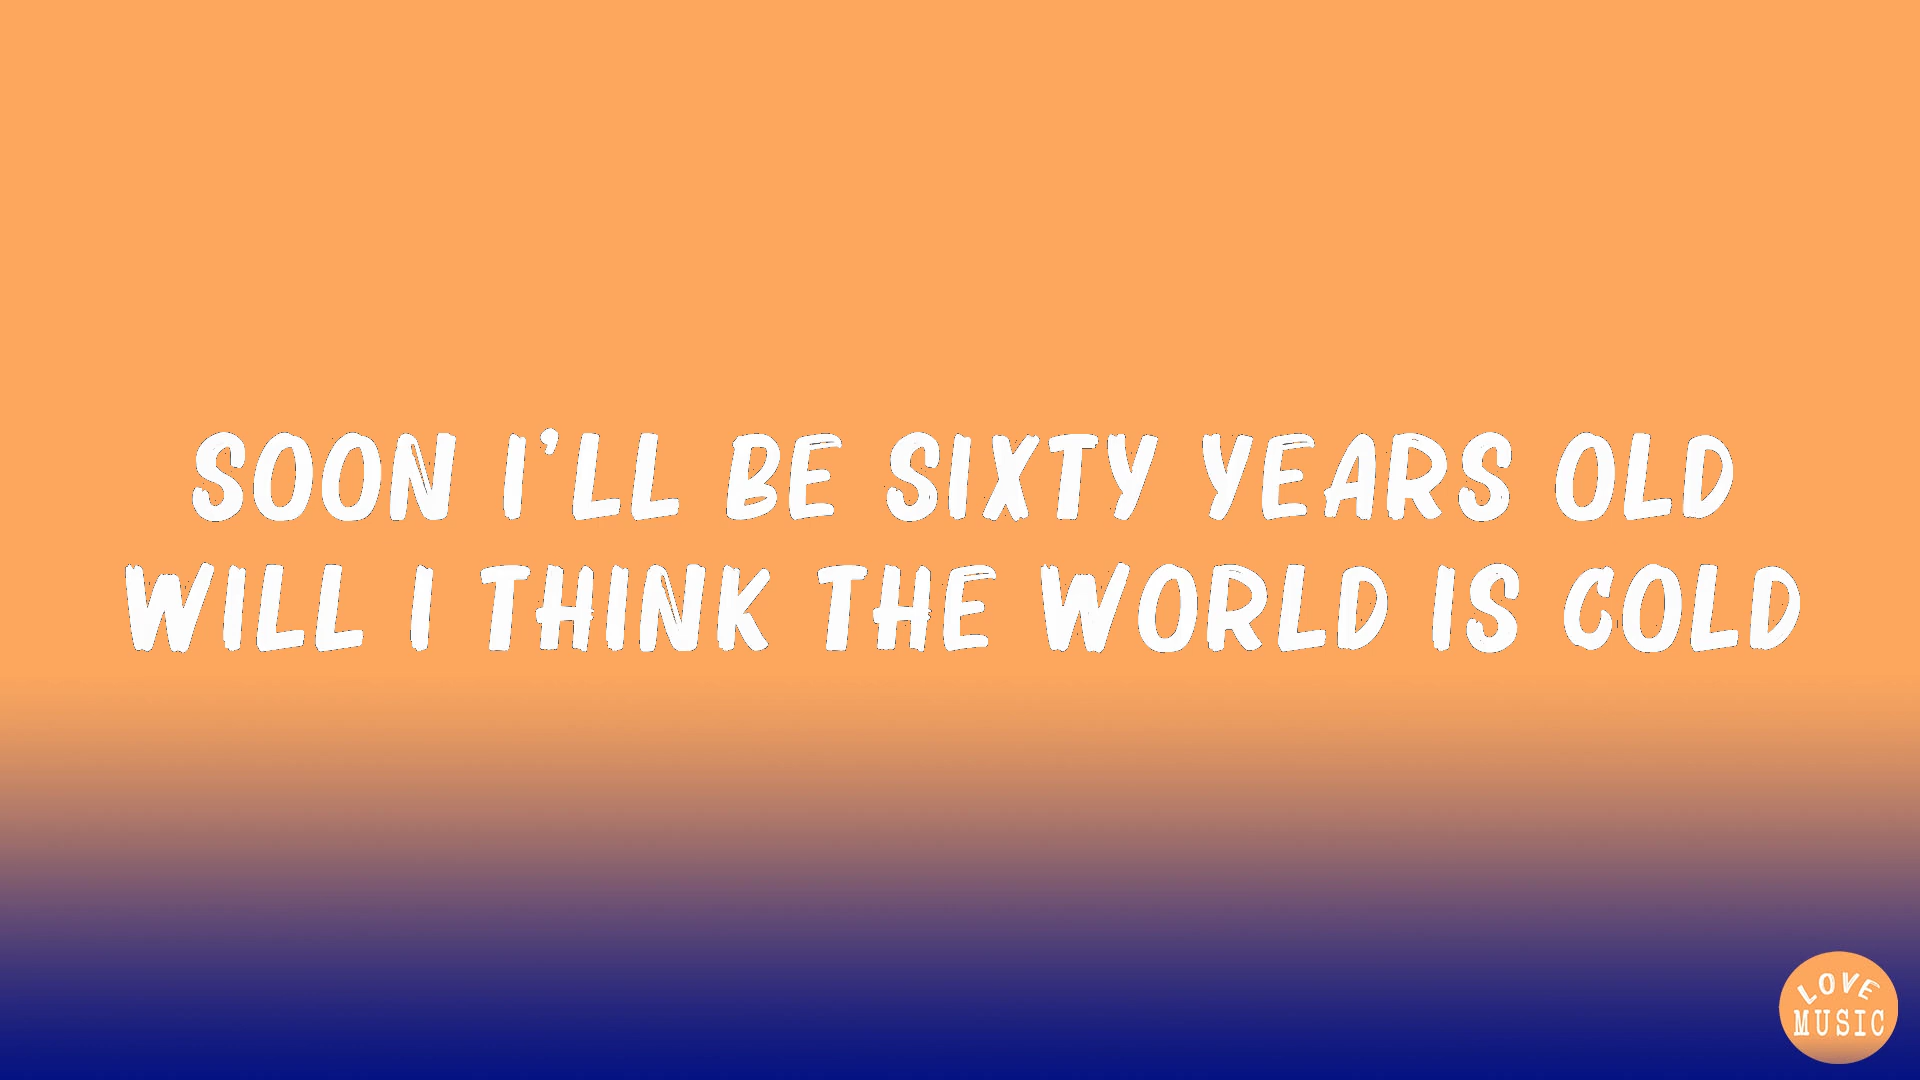 SOON I'LL BE SIXTY YEARS OLD
WILL I THINK THE WORLD IS COLD
LOVE
MUSIC